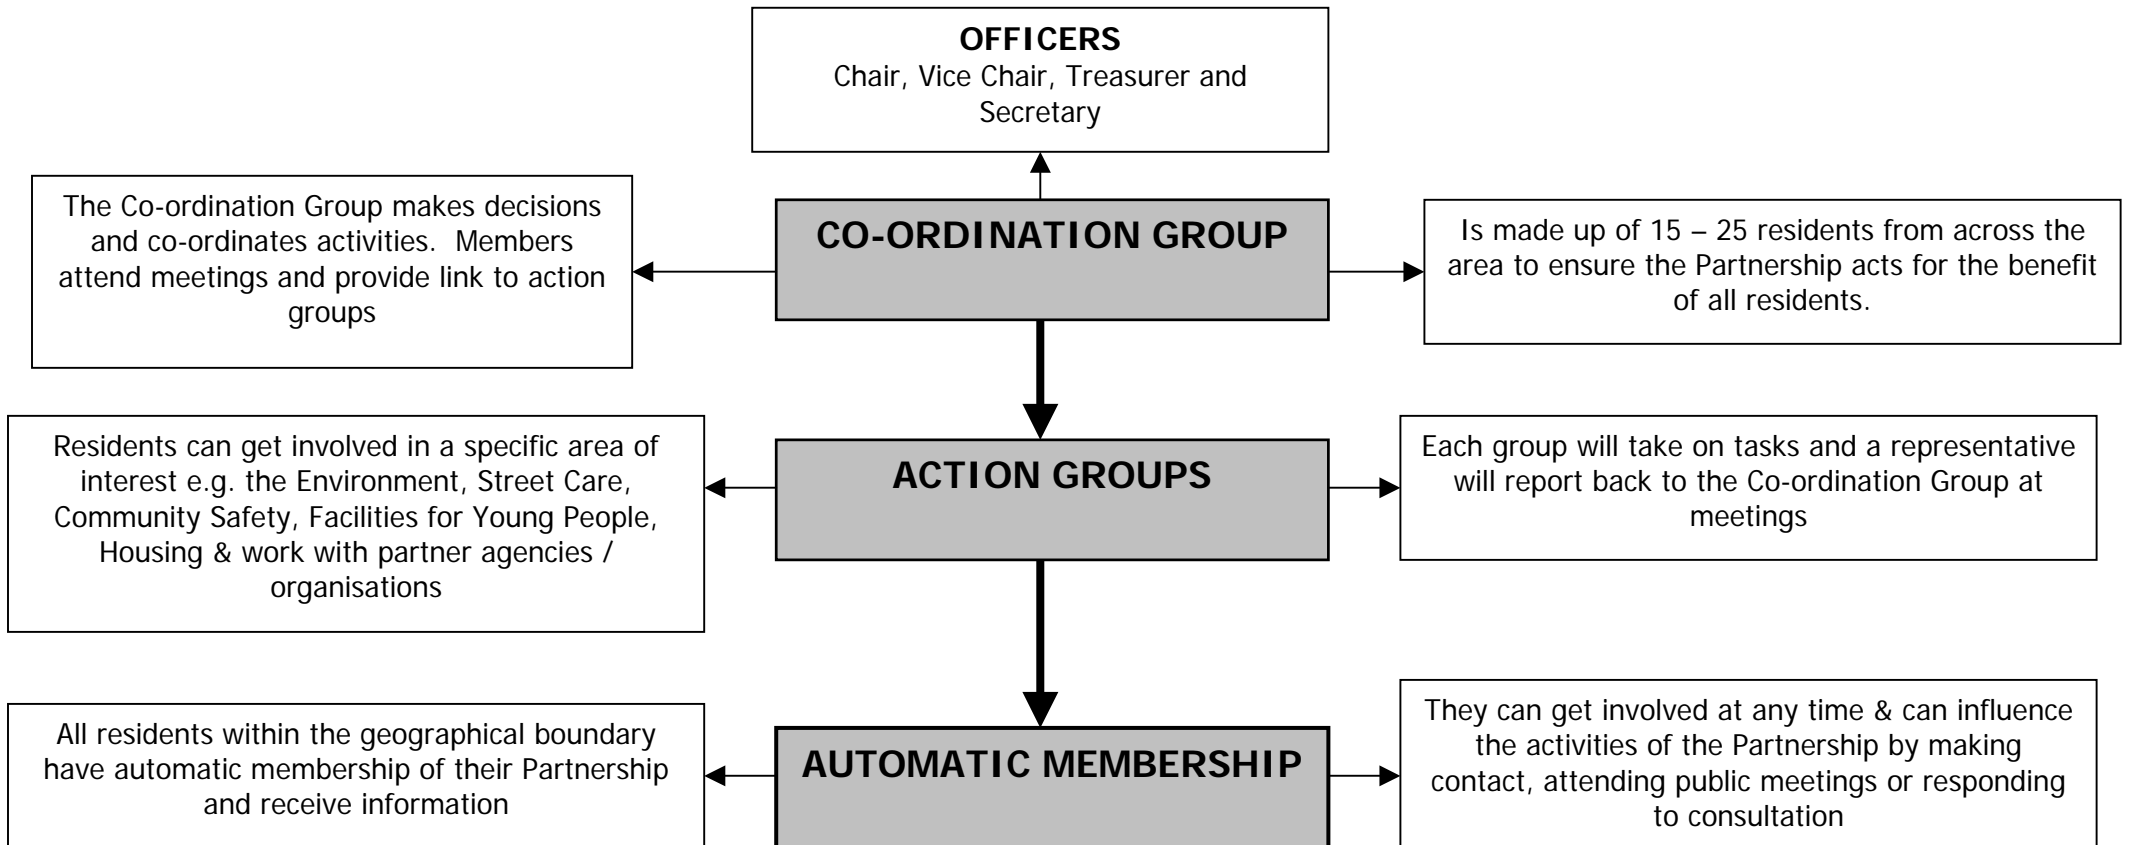 OFFICERS
Chair, Vice Chair, Treasurer and
Secretary
The Co-ordination Group makes decisions
and co-ordinates activities.  Members
attend meetings and provide link to action
groups
CO-ORDINATION GROUP
Is made up of 15 – 25 residents from across the
area to ensure the Partnership acts for the benefit
of all residents.
Residents can get involved in a specific area of
interest e.g. the Environment, Street Care,
Community Safety, Facilities for Young People,
Housing & work with partner agencies /
organisations
ACTION GROUPS
Each group will take on tasks and a representative
will report back to the Co-ordination Group at
meetings
All residents within the geographical boundary
have automatic membership of their Partnership
and receive information
AUTOMATIC MEMBERSHIP
They can get involved at any time & can influence
the activities of the Partnership by making
contact, attending public meetings or responding
to consultation